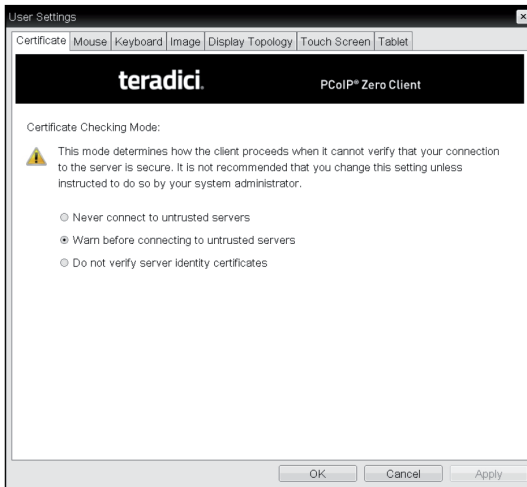 User Settings
Certificate Mouse Keyboard Image Display Topology Touch Screen Tablet
teradici. PCoIP® Zero Client
Certificate Checking Mode:
This mode determines how the client proceeds when it cannot verify that your connection
to the server is secure. It is not recommended that you change this setting unless
instructed to do so by your system administrator.
Never connect to untrusted servers
Warn before connecting to untrusted servers
Do not verify server identity certificates
OK Cancel Apply